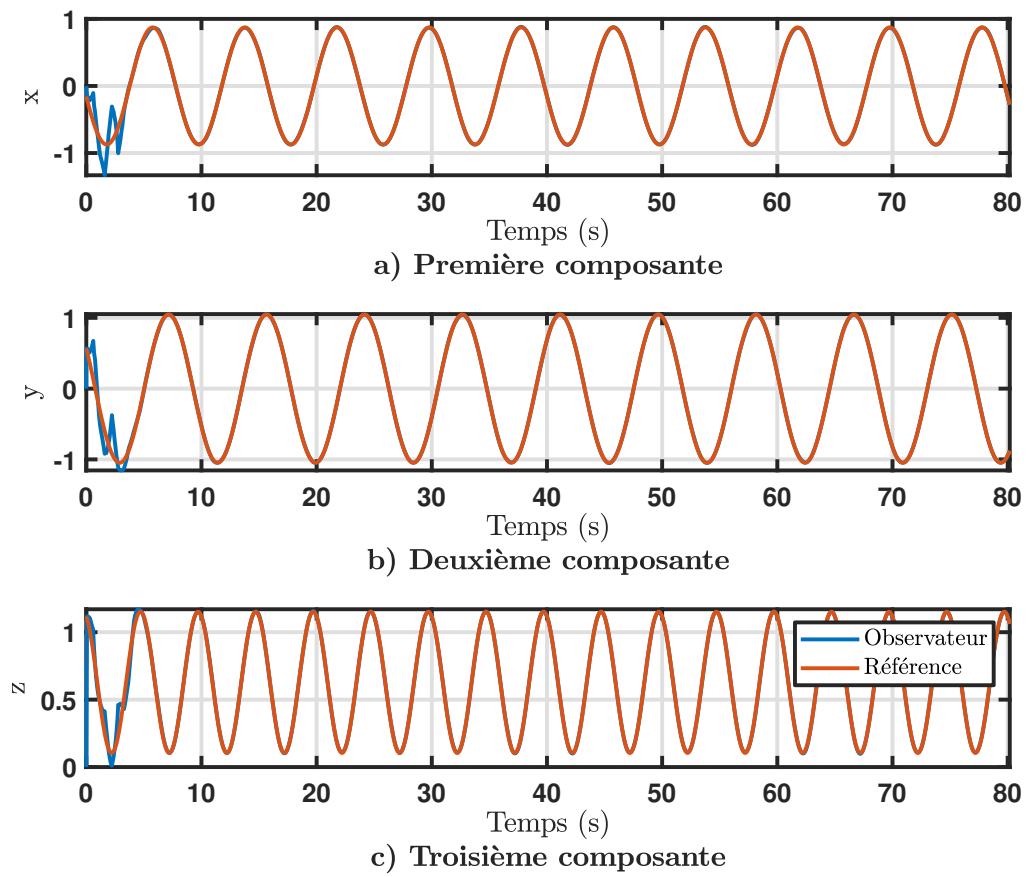 1
0
-1
x
0 10 20 30 40 50 60 70 80
Temps (s)
a) Première composante
1
0
-1
y
0 10 20 30 40 50 60 70 80
Temps (s)
b) Deuxième composante
1
0.5
0
z
Observateur
Référence
0 10 20 30 40 50 60 70 80
Temps (s)
c) Troisième composante